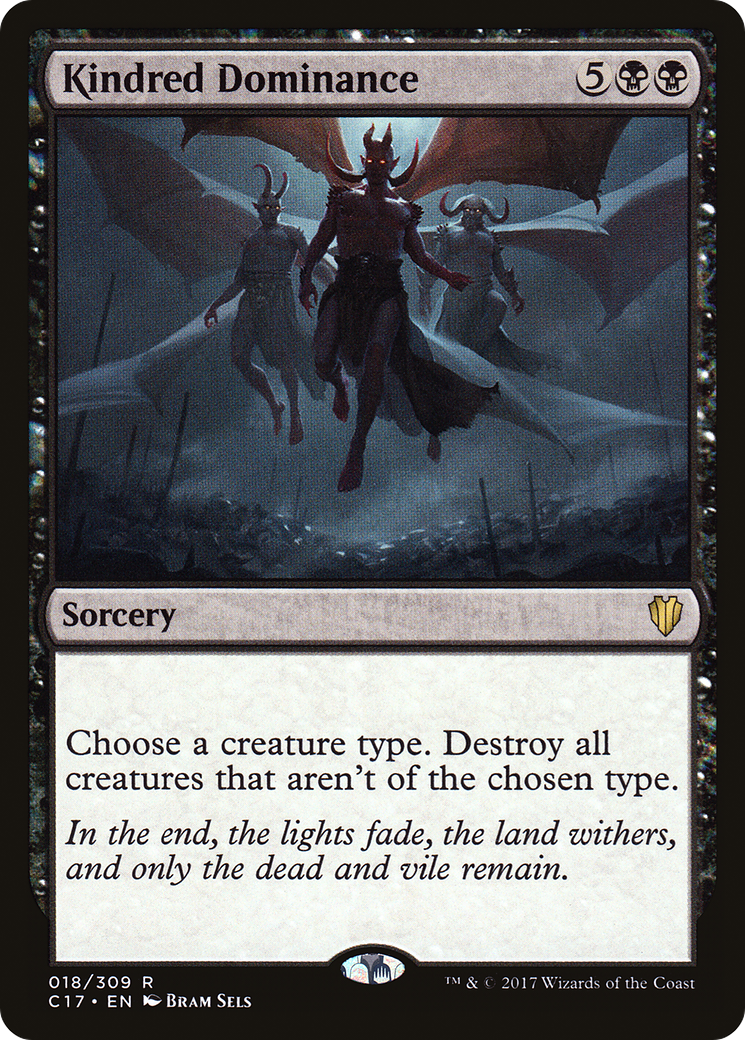 Kindred Dominance 5
Sorcery
Choose a creature type. Destroy all
creatures that aren't of the chosen type.
In the end, the lights fade, the land withers,
and only the dead and vile remain.
018/309 R
C17 • EN Bram Sels
™ & © 2017 Wizards of the Coast